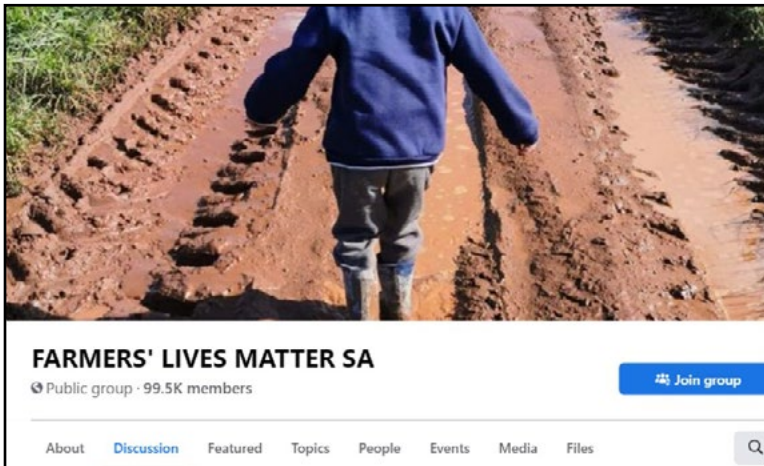 FARMERS' LIVES MATTER SA
Public group · 99.5K members
Join group
About Discussion Featured Topics People Events Media Files